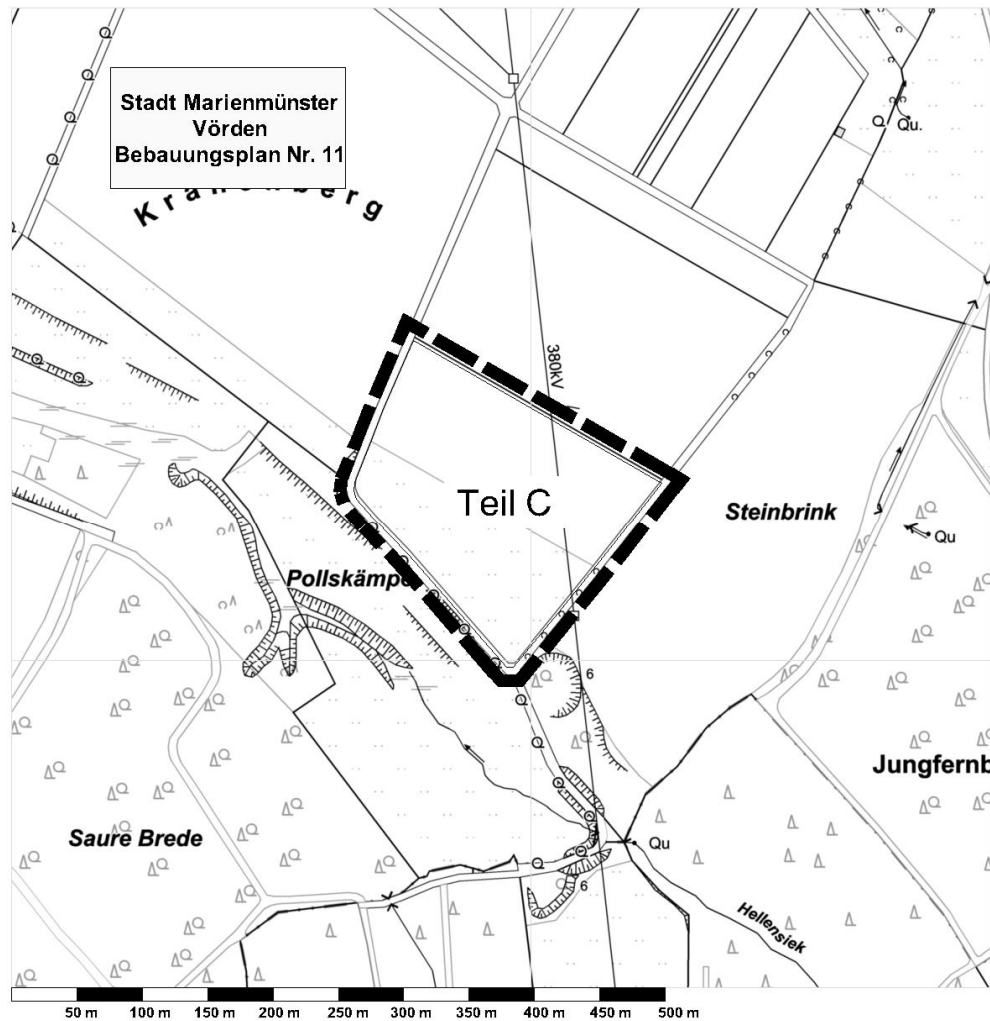 Stadt Marienmünster
Vörden
Bebauungsplan Nr. 11
Qu.
380kV
Teil C
Steinbrink
Qu
Pollskämpe
6
Jungfernb
Saure Brede
Qu
6
Hellensiek
50 m 100 m 150 m 200 m 250 m 300 m 350 m 400 m 450 m 500 m